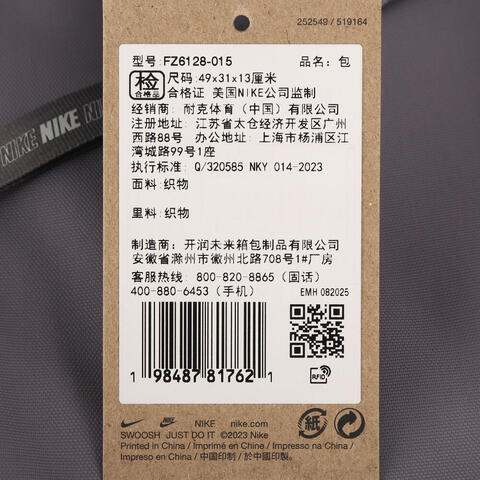 252549 / 519164
型号: FZ6128-015 品名: 包
检 合格品 尺码: 49x31x13厘米
合格证 美国NIKE公司监制
经销商: 耐克体育(中国)有限公司
注册地址: 江苏省太仓经济开发区广州
西路88号 办公地址: 上海市杨浦区江
湾城路99号1座
执行标准: Q/320585 NKY 014-2023
面料: 织物
里料: 织物
制造商: 开润未来箱包制品有限公司
安徽省滁州市徽州北路708号1#厂房
客服热线: 800-820-8865(固话)
400-880-6453(手机) EMH 082025
1 98487 81762 1
RFID
NIKE nike.com
SWOOSH JUST DO IT ©2023 Nike
Printed in China / Imprimé en Chine / Impresso na China /
Impreso en China / 中国印制 / 於中國印製。
紙
NIKE NIKE NIKE